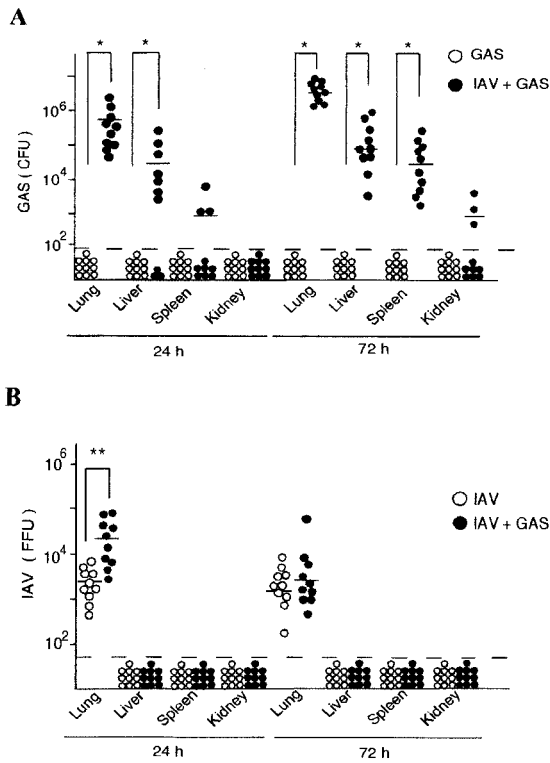 A
* * * * *
GAS
IAV + GAS
GAS ( CFU )
10^6
10^4
10^2
Lung Liver Spleen Kidney Lung Liver Spleen Kidney
24 h 72 h
B
**
IAV
IAV + GAS
IAV ( FFU )
10^6
10^4
10^2
Lung Liver Spleen Kidney Lung Liver Spleen Kidney
24 h 72 h